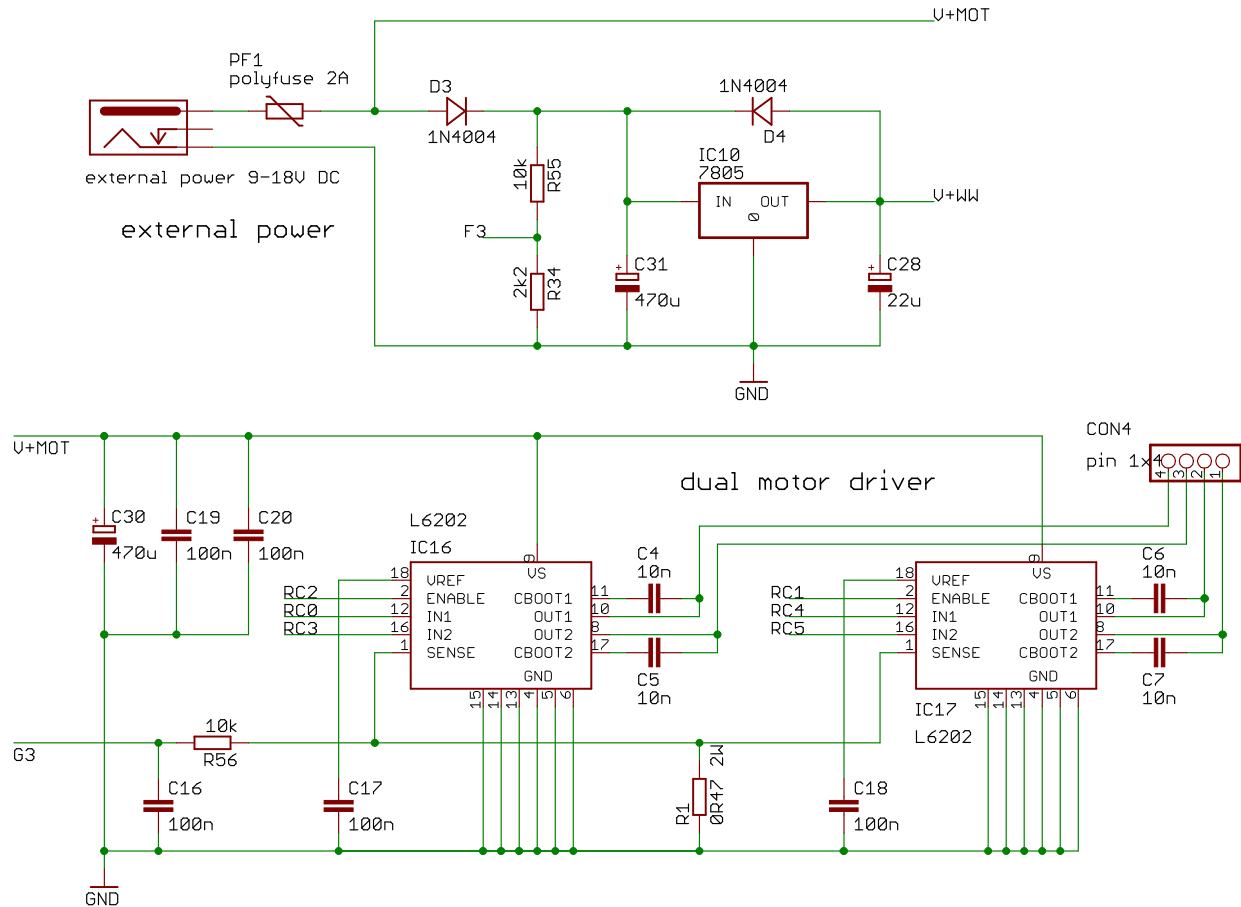 V+MOT
PF1
polyfuse 2A
D3
1N4004
1N4004
D4
external power 9-18V DC
external power
10k
R55
F3
2k2
R34
IC10
7805
IN
OUT
0
V+WW
+
C31
470u
+
C28
22u
GND
V+MOT
+
C30
470u
C19
100n
C20
100n
dual motor driver
CON4
pin 1x4
4
3
2
1
L6202
IC16
9
VS
18
VREF
2
ENABLE
12
IN1
16
IN2
1
SENSE
RC2
RC0
RC3
CBOOT1
11
OUT1
10
OUT2
8
CBOOT2
17
GND
15
14
13
4
5
6
C4
10n
C5
10n
9
VS
18
VREF
2
ENABLE
12
IN1
16
IN2
1
SENSE
RC1
RC4
RC5
CBOOT1
11
OUT1
10
OUT2
8
CBOOT2
17
GND
15
14
13
4
5
6
IC17
L6202
C6
10n
C7
10n
G3
10k
R56
C16
100n
C17
100n
R1
0R47 2W
C18
100n
GND